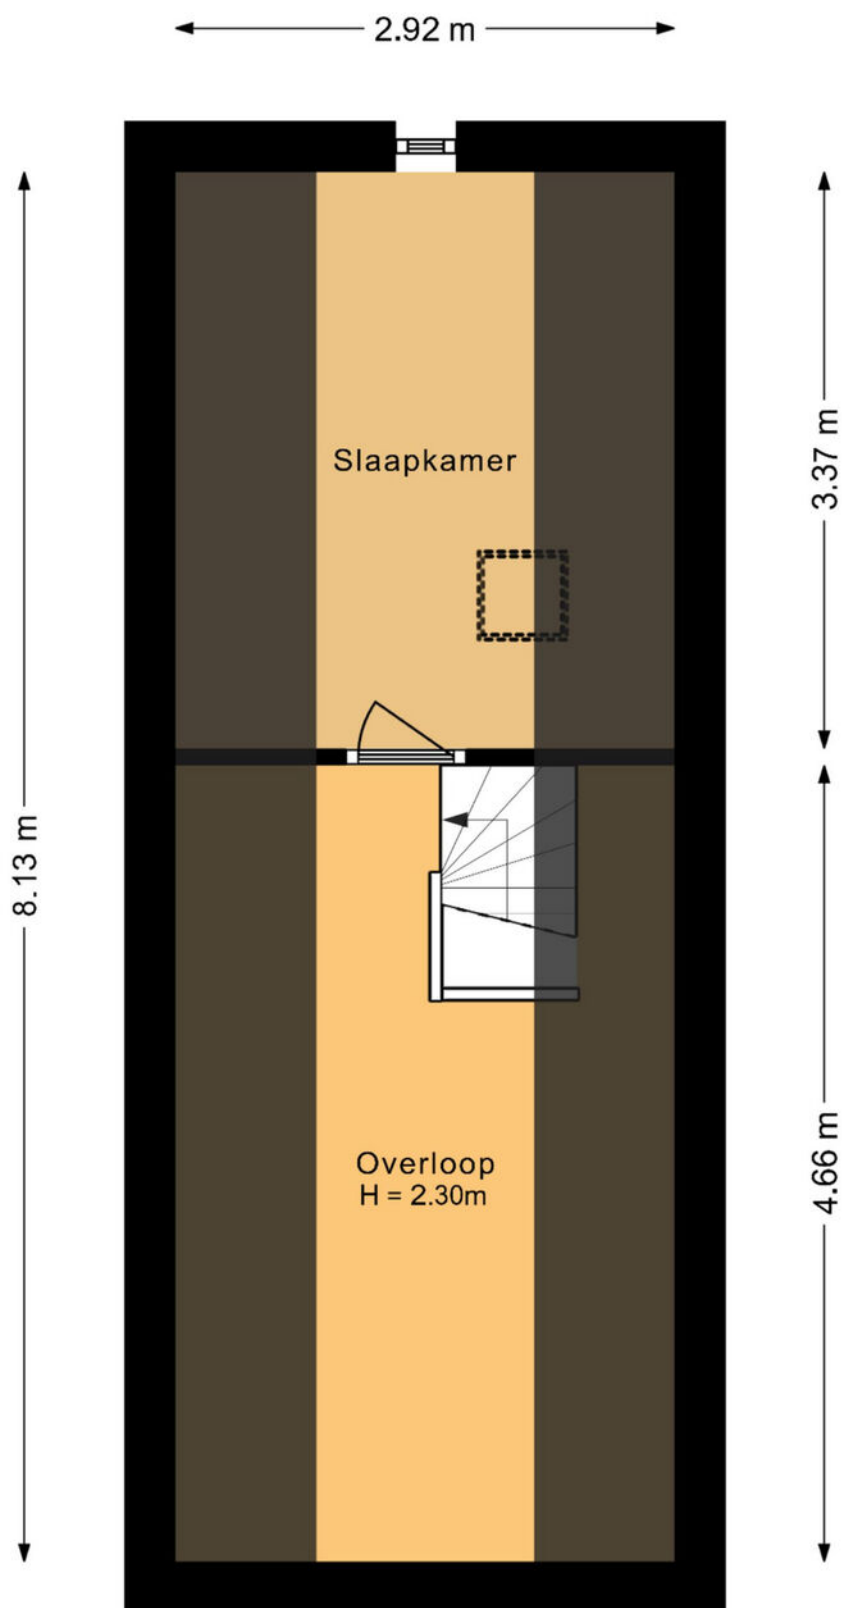 2.92 m
3.37 m
Slaapkamer
8.13 m
Overloop
H = 2.30m
4.66 m